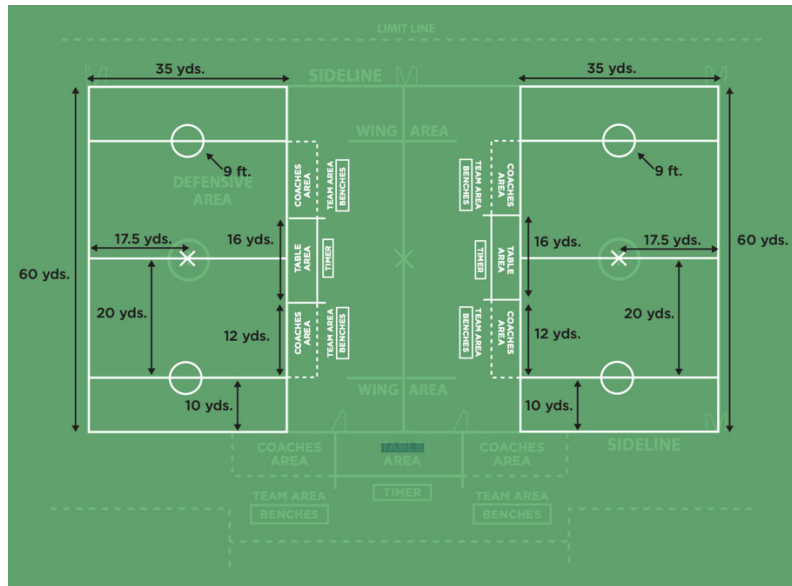 LIMIT LINE
35 yds.
SIDELINE
35 yds.
WING AREA
9 ft.
DEFENSIVE
AREA
COACHES
AREA
TEAM AREA
BENCHES
TEAM AREA
BENCHES
COACHES
AREA
9 ft.
17.5 yds.
16 yds.
TABLE
AREA
TIMER
TIMER
TABLE
AREA
16 yds.
17.5 yds.
60 yds.
60 yds.
20 yds.
12 yds.
COACHES
AREA
TEAM AREA
BENCHES
TEAM AREA
BENCHES
COACHES
AREA
12 yds.
20 yds.
WING AREA
10 yds.
10 yds.
COACHES
AREA
TABLE
AREA
COACHES
AREA
SIDELINE
TIMER
TEAM AREA
BENCHES
TEAM AREA
BENCHES